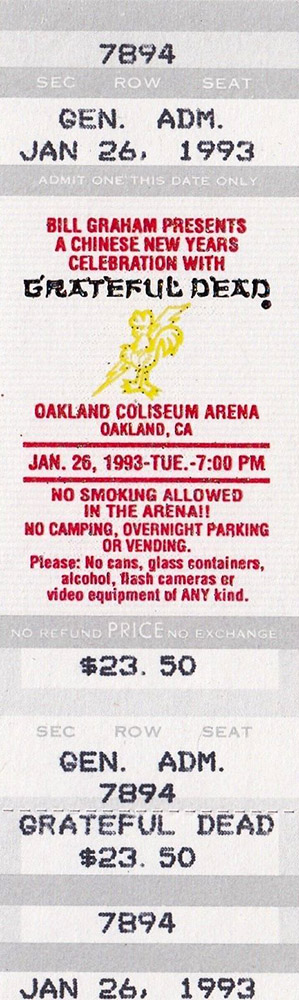 7894
SEC ROW SEAT
GEN. ADM.
JAN 26, 1993
ADMIT ONE THIS DATE ONLY
BILL GRAHAM PRESENTS
A CHINESE NEW YEARS
CELEBRATION WITH
GRATEFUL DEAD
OAKLAND COLISEUM ARENA
OAKLAND, CA
JAN. 26, 1993-TUE.-7:00 PM
NO SMOKING ALLOWED
IN THE ARENA!!
NO CAMPING, OVERNIGHT PARKING
OR VENDING.
Please: No cans, glass containers,
alcohol, flash cameras or
video equipment of ANY kind.
NO REFUND PRICE NO EXCHANGE
$23.50
SEC ROW SEAT
GEN. ADM.
7894
GRATEFUL DEAD
$23.50
7894
JAN 26, 1993